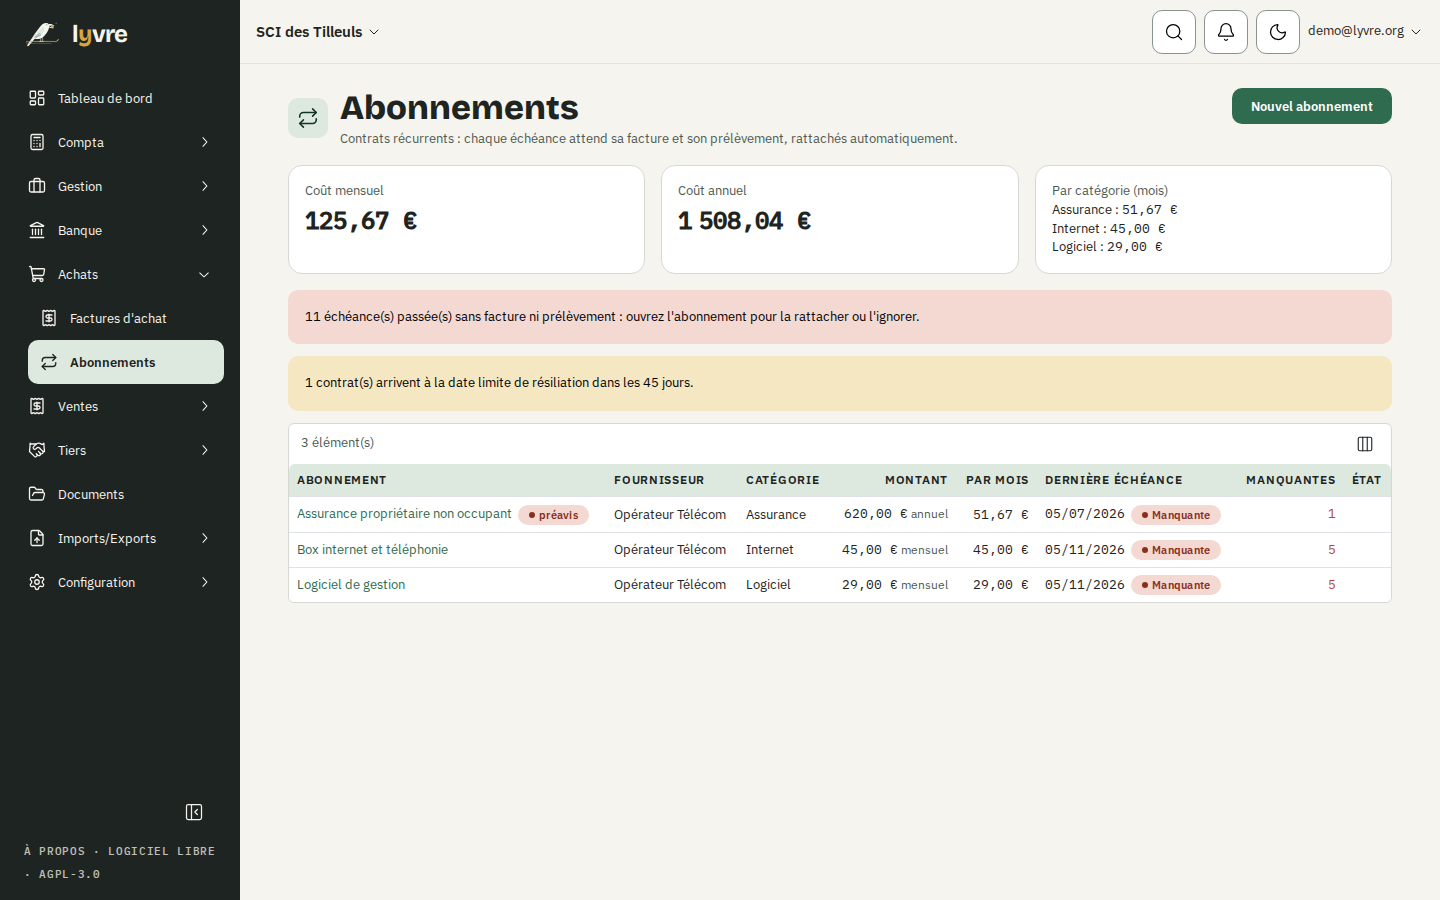 lyvre
SCI des Tilleuls
demo@lyvre.org
Tableau de bord
Compta
Gestion
Banque
Achats
Factures d'achat
Abonnements
Ventes
Tiers
Documents
Imports/Exports
Configuration
À PROPOS · LOGICIEL LIBRE
· AGPL-3.0
Abonnements
Contrats récurrents : chaque échéance attend sa facture et son prélèvement, rattachés automatiquement.
Nouvel abonnement
Coût mensuel
125,67 €
Coût annuel
1 508,04 €
Par catégorie (mois)
Assurance : 51,67 €
Internet : 45,00 €
Logiciel : 29,00 €
11 échéance(s) passée(s) sans facture ni prélèvement : ouvrez l'abonnement pour la rattacher ou l'ignorer.
1 contrat(s) arrivent à la date limite de résiliation dans les 45 jours.
3 élément(s)
ABONNEMENT FOURNISSEUR CATÉGORIE MONTANT PAR MOIS DERNIÈRE ÉCHÉANCE MANQUANTES ÉTAT
Assurance propriétaire non occupant préavis Opérateur Télécom Assurance 620,00 € annuel 51,67 € 05/07/2026 Manquante 1
Box internet et téléphonie Opérateur Télécom Internet 45,00 € mensuel 45,00 € 05/11/2026 Manquante 5
Logiciel de gestion Opérateur Télécom Logiciel 29,00 € mensuel 29,00 € 05/11/2026 Manquante 5